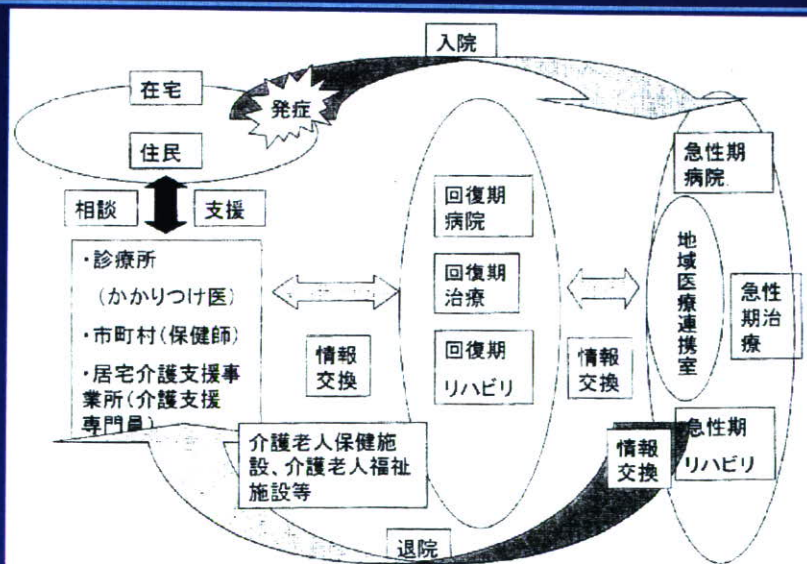 入院
在宅
発症
住民
相談
支援
・診療所
(かかりつけ医)
・市町村(保健師)
・居宅介護支援事
業所(介護支援
専門員)
情報
交換
回復期
病院
回復期
治療
回復期
リハビリ
情報
交換
急性期
病院
地域医療連携室
急性
期治
療
急性期
リハビリ
情報
交換
介護老人保健施
設、介護老人福祉
施設等
退院